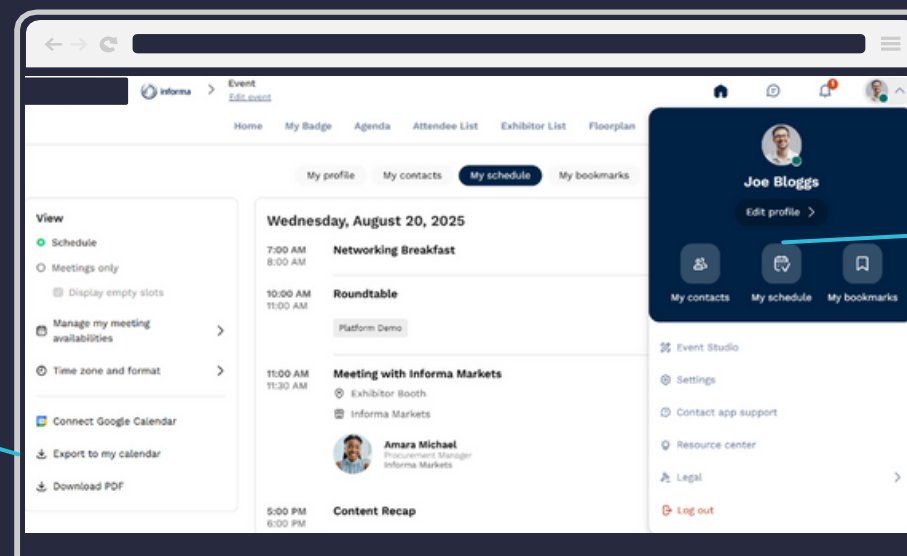 informa
Event
Edit event
Home My Badge Agenda Attendee List Exhibitor List Floorplan
My profile My contacts My schedule My bookmarks
View
Schedule
Meetings only
Display empty slots
Manage my meeting
availabilities
Time zone and format
Connect Google Calendar
Export to my calendar
Download PDF
Wednesday, August 20, 2025
7:00 AM Networking Breakfast
8:00 AM
10:00 AM Roundtable
11:00 AM
Platform Demo
11:00 AM Meeting with Informa Markets
11:30 AM
Exhibitor Booth
Informa Markets
Amara Michael
Procurement Manager
Informa Markets
5:00 PM Content Recap
6:00 PM
Joe Bloggs
Edit profile
My contacts My schedule My bookmarks
Event Studio
Settings
Contact app support
Resource center
Legal
Log out